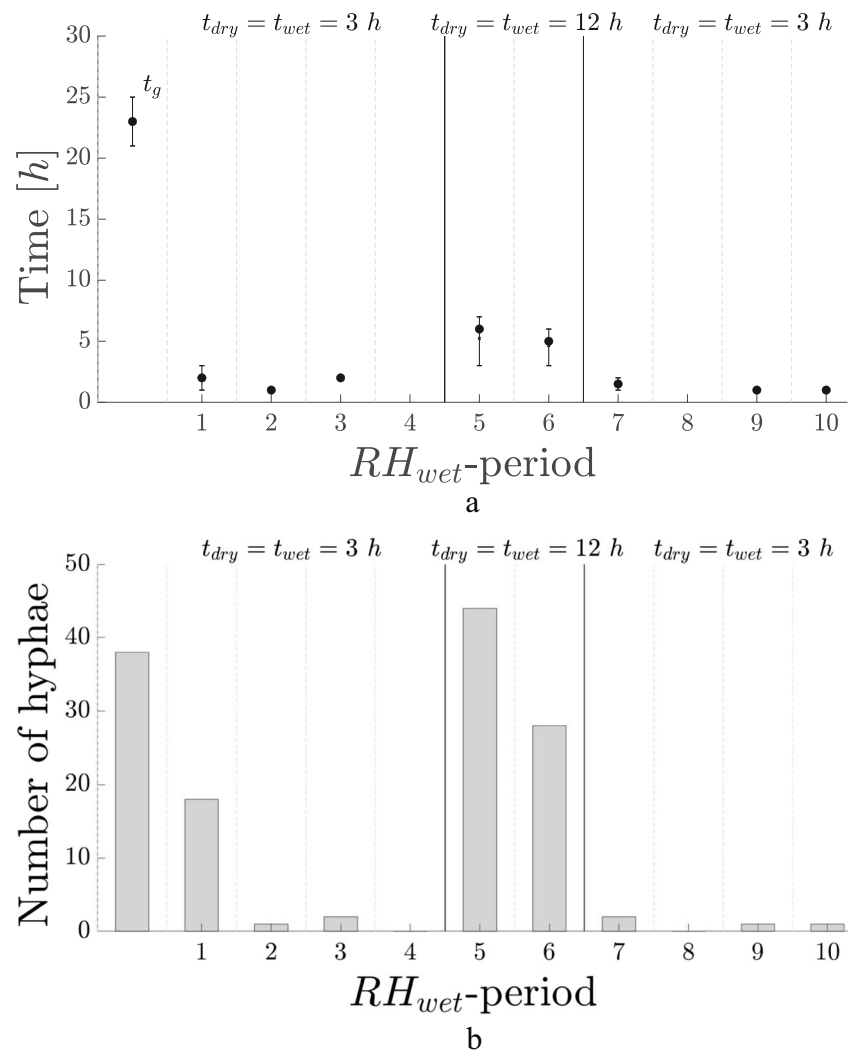 t_dry = t_wet = 3 h t_dry = t_wet = 12 h t_dry = t_wet = 3 h
30
25
20
15
10
5
0
Time [h]
t_g
1 2 3 4 5 6 7 8 9 10
RH_wet-period
a
t_dry = t_wet = 3 h t_dry = t_wet = 12 h t_dry = t_wet = 3 h
50
40
30
20
10
0
Number of hyphae
1 2 3 4 5 6 7 8 9 10
RH_wet-period
b